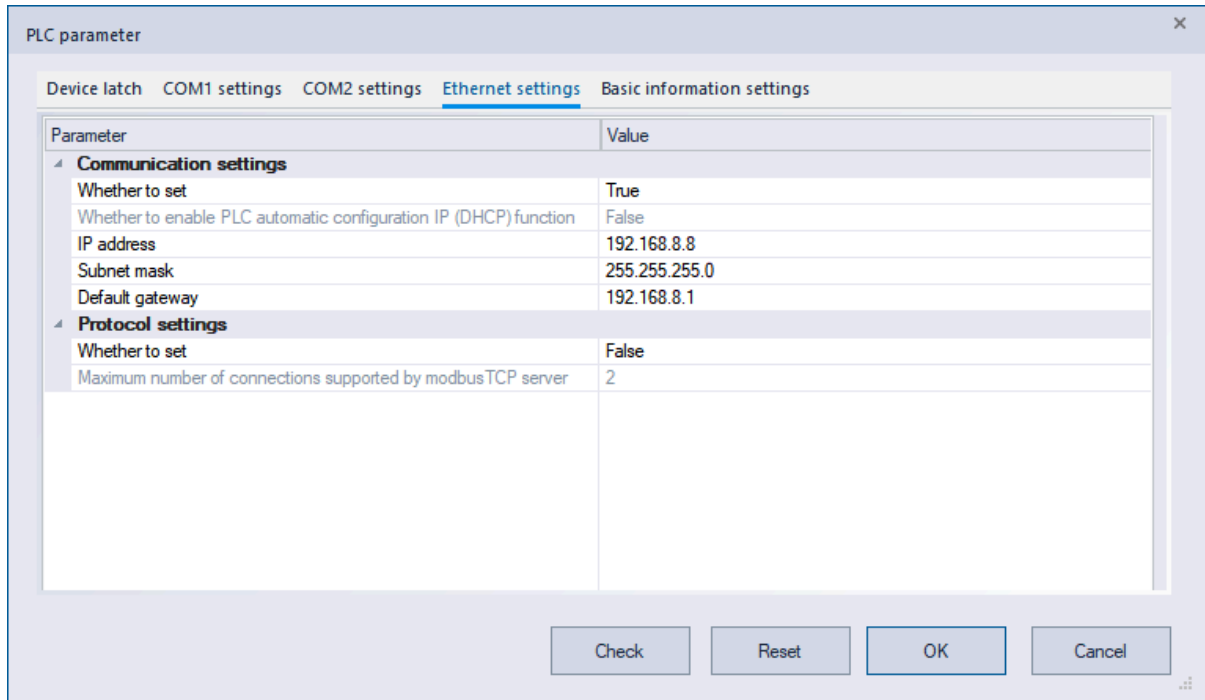 PLC parameter
Device latch COM1 settings COM2 settings Ethernet settings Basic information settings
Parameter Value
Communication settings
Whether to set True
Whether to enable PLC automatic configuration IP (DHCP) function False
IP address 192.168.8.8
Subnet mask 255.255.255.0
Default gateway 192.168.8.1
Protocol settings
Whether to set False
Maximum number of connections supported by modbusTCP server 2
Check Reset OK Cancel